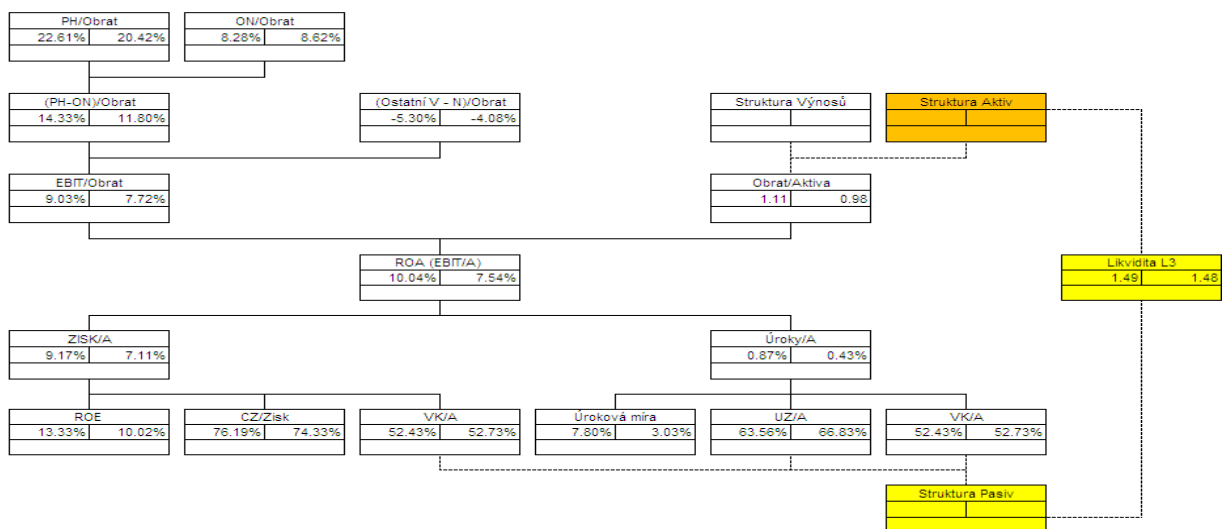 PH/Obrat ON/Obrat
22.61% 20.42% 8.28% 8.62%
(PH-ON)/Obrat (Ostatní V - N)/Obrat Struktura Výnosů Struktura Aktiv
14.33% 11.80% -5.30% -4.08%
EBIT/Obrat Obrat/Aktiva
9.03% 7.72% 1.11 0.98
ROA (EBIT/A) Likvidita L3
10.04% 7.54% 1.49 1.48
ZISK/A Úroky/A
9.17% 7.11% 0.87% 0.43%
ROE CZ/Zisk VK/A Úroková míra UZ/A VK/A
13.33% 10.02% 76.19% 74.33% 52.43% 52.73% 7.80% 3.03% 63.56% 66.83% 52.43% 52.73%
Struktura Pasiv